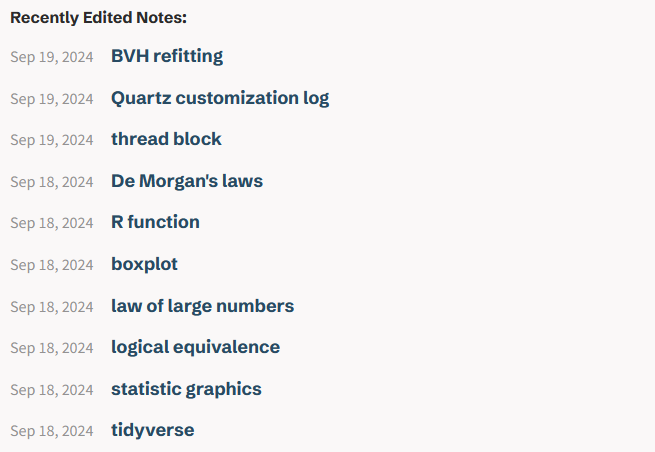 Recently Edited Notes:
Sep 19, 2024 BVH refitting
Sep 19, 2024 Quartz customization log
Sep 19, 2024 thread block
Sep 18, 2024 De Morgan's laws
Sep 18, 2024 R function
Sep 18, 2024 boxplot
Sep 18, 2024 law of large numbers
Sep 18, 2024 logical equivalence
Sep 18, 2024 statistic graphics
Sep 18, 2024 tidyverse